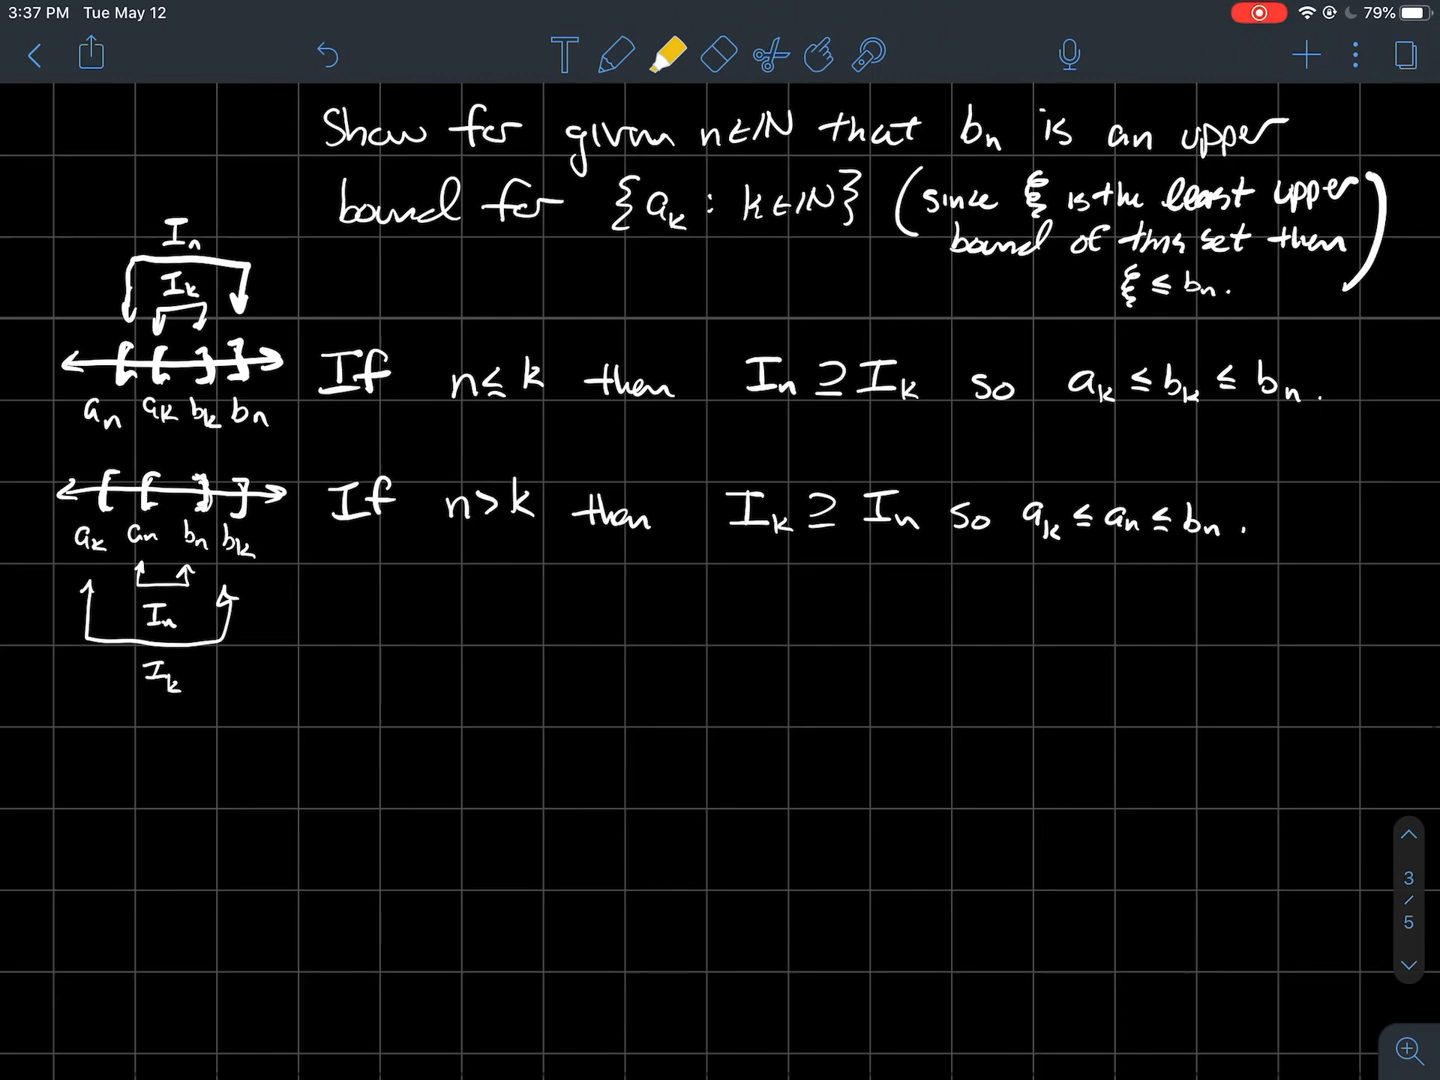 3:37 PM Tue May 12
79%
T
Show for given n∈ℕ that bₙ is an upper
bound for {aₖ : k∈ℕ} (since ξ is the least upper
bound of this set then
ξ ≤ bₙ.)
Iₙ
Iₖ
aₙ aₖ bₖ bₙ
If n ≤ k then Iₙ ⊇ Iₖ so aₖ ≤ bₖ ≤ bₙ.
If n > k then Iₖ ⊇ Iₙ so aₖ ≤ aₙ ≤ bₙ.
aₖ aₙ bₙ bₖ
Iₙ
Iₖ
3
/
5